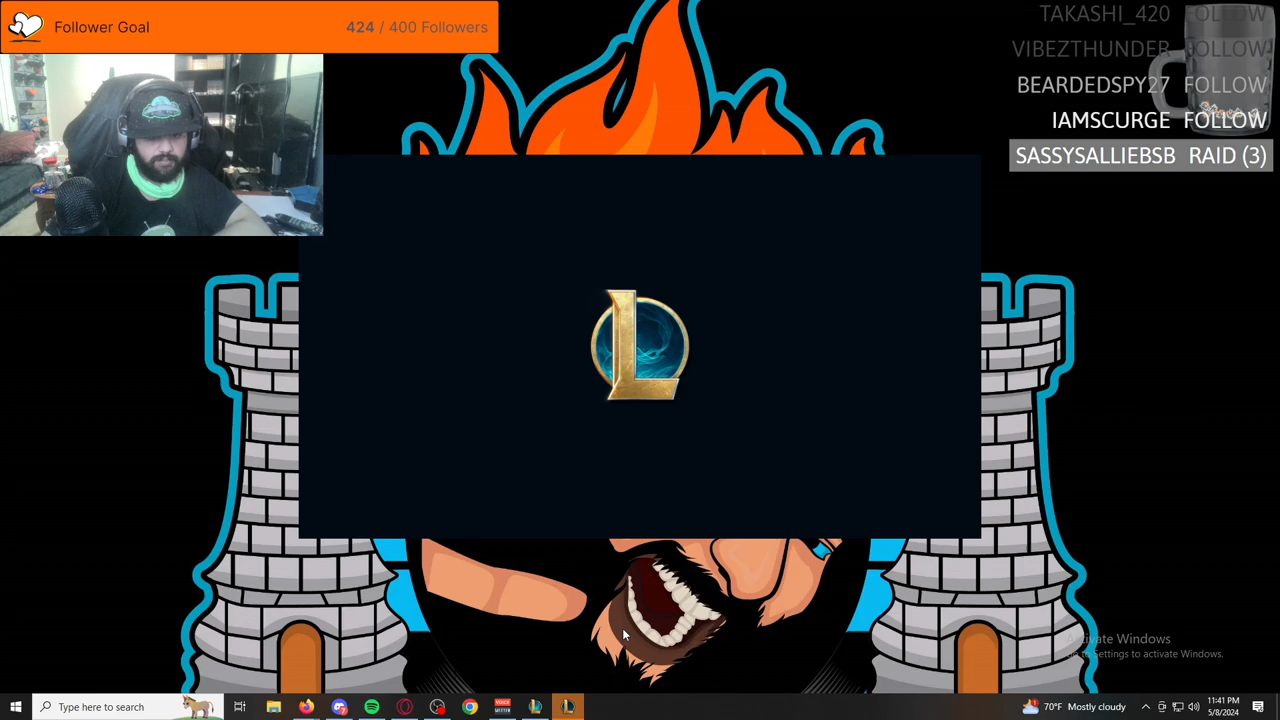 Follower Goal
424 / 400 Followers
TAKASHI_420 FOLLOW
VIBEZTHUNDER FOLLOW
BEARDEDSPY27 FOLLOW
IAMSCURGE FOLLOW
SASSYSALLIEBSB RAID (3)
L
Activate Windows
Go to Settings to activate Windows.
Type here to search
70°F Mostly cloudy
11:41 PM
5/8/2024